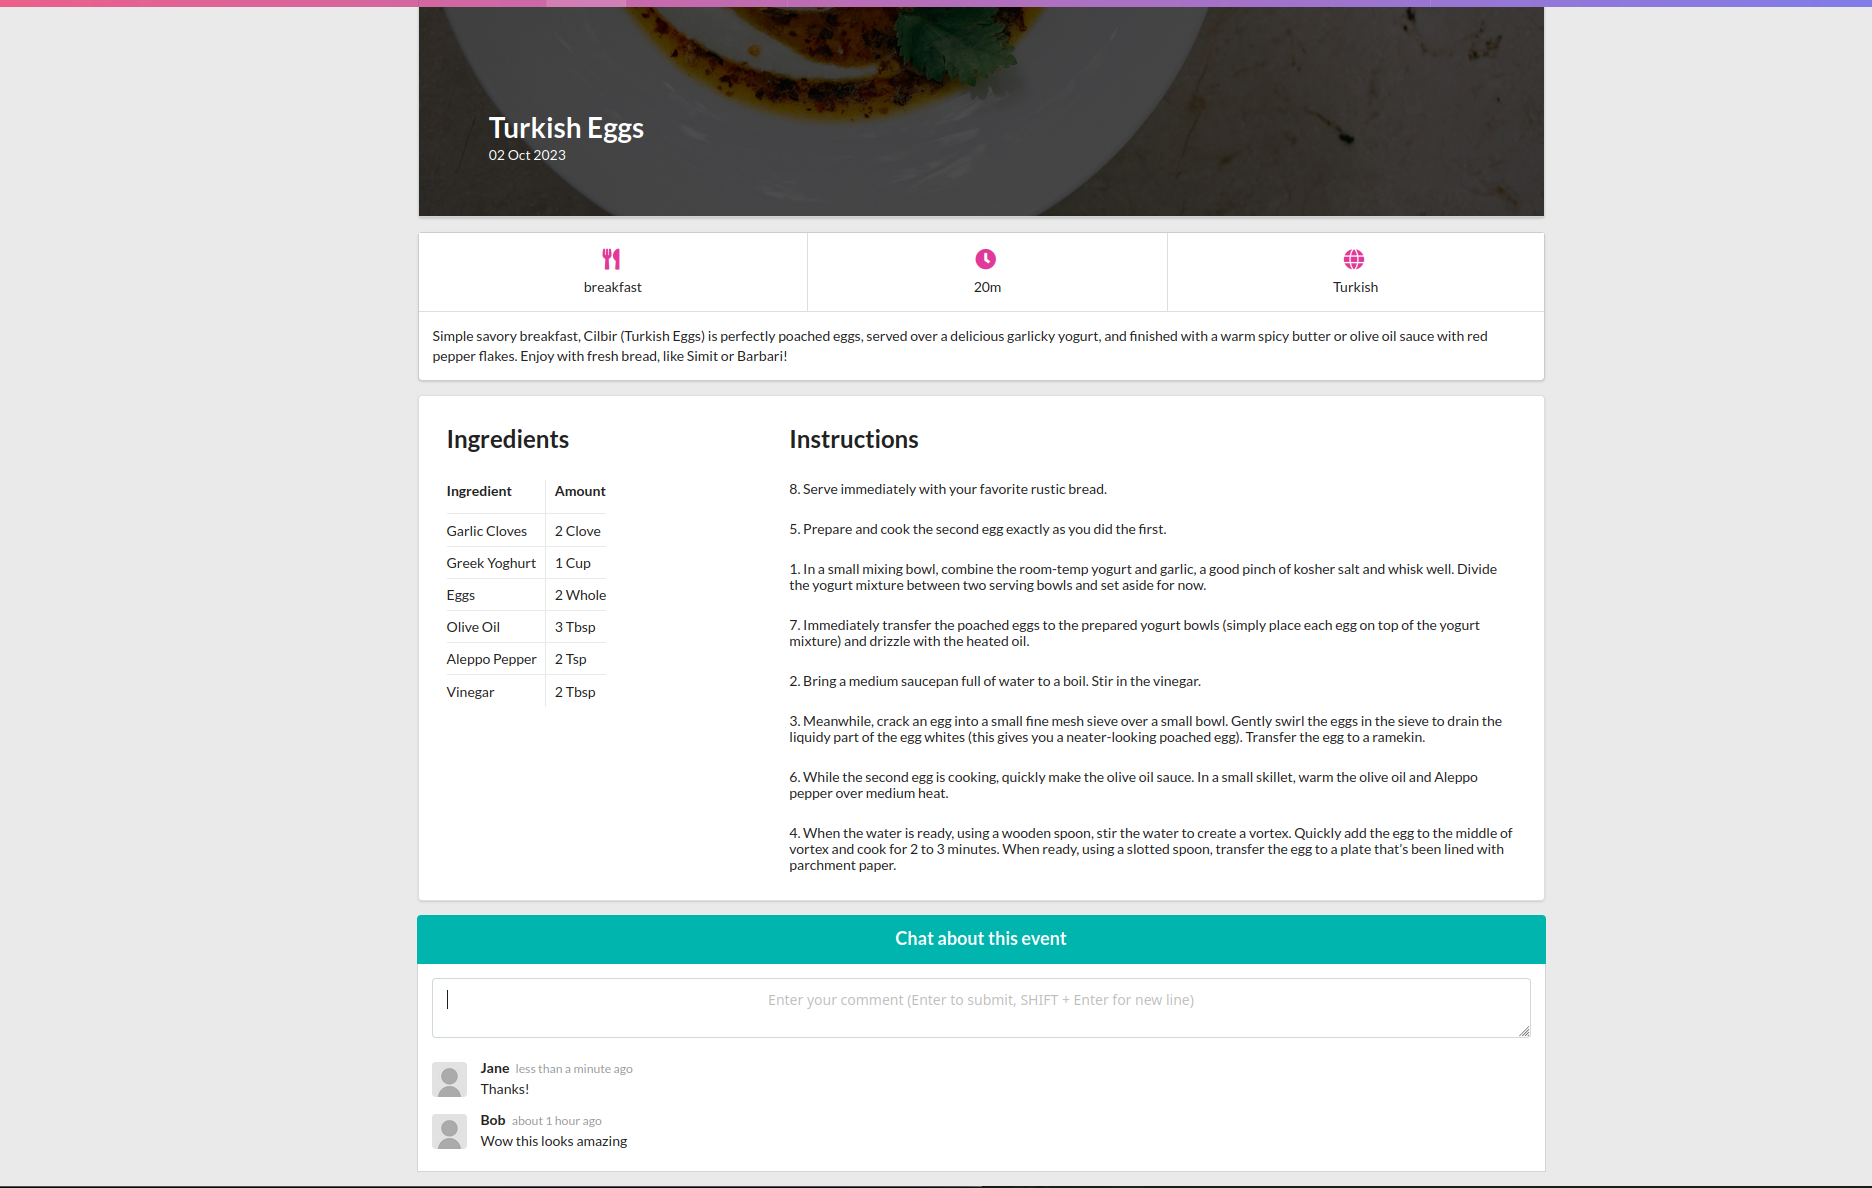 Turkish Eggs
02 Oct 2023
breakfast
20m
Turkish
Simple savory breakfast, Cilbir (Turkish Eggs) is perfectly poached eggs, served over a delicious garlicky yogurt, and finished with a warm spicy butter or olive oil sauce with red
pepper flakes. Enjoy with fresh bread, like Simit or Barbari!
Ingredients
Ingredient Amount
Garlic Cloves 2 Clove
Greek Yoghurt 1 Cup
Eggs 2 Whole
Olive Oil 3 Tbsp
Aleppo Pepper 2 Tsp
Vinegar 2 Tbsp
Instructions
8. Serve immediately with your favorite rustic bread.
5. Prepare and cook the second egg exactly as you did the first.
1. In a small mixing bowl, combine the room-temp yogurt and garlic, a good pinch of kosher salt and whisk well. Divide
the yogurt mixture between two serving bowls and set aside for now.
7. Immediately transfer the poached eggs to the prepared yogurt bowls (simply place each egg on top of the yogurt
mixture) and drizzle with the heated oil.
2. Bring a medium saucepan full of water to a boil. Stir in the vinegar.
3. Meanwhile, crack an egg into a small fine mesh sieve over a small bowl. Gently swirl the eggs in the sieve to drain the
liquidy part of the egg whites (this gives you a neater-looking poached egg). Transfer the egg to a ramekin.
6. While the second egg is cooking, quickly make the olive oil sauce. In a small skillet, warm the olive oil and Aleppo
pepper over medium heat.
4. When the water is ready, using a wooden spoon, stir the water to create a vortex. Quickly add the egg to the middle of
vortex and cook for 2 to 3 minutes. When ready, using a slotted spoon, transfer the egg to a plate that's been lined with
parchment paper.
Chat about this event
Enter your comment (Enter to submit, SHIFT + Enter for new line)
Jane less than a minute ago
Thanks!
Bob about 1 hour ago
Wow this looks amazing